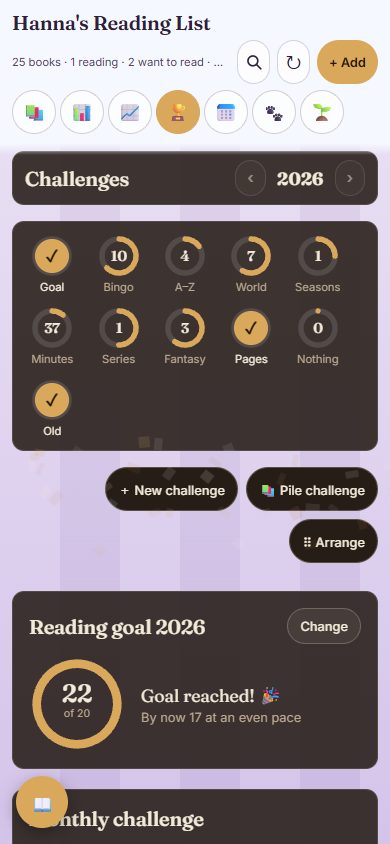 Hanna's Reading List
25 books · 1 reading · 2 want to read · ...
+ Add
Challenges
2026
10
4
7
1
Goal
Bingo
A–Z
World
Seasons
37
1
3
0
Minutes
Series
Fantasy
Pages
Nothing
Old
+ New challenge
Pile challenge
Arrange
Reading goal 2026
Change
22
of 20
Goal reached!
By now 17 at an even pace
nthly challenge